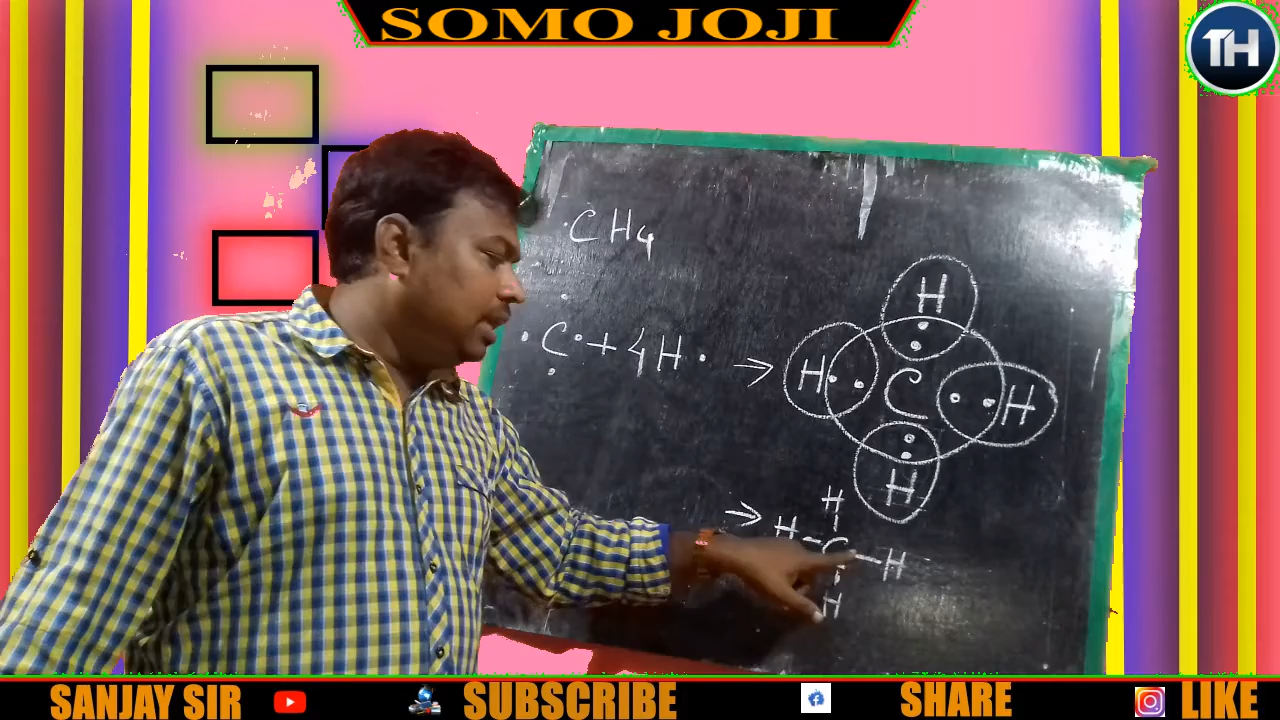 SOMO JOJI
TH
CH4
C + 4H →
H
H C H
H
→ H
H - C - H
H
SANJAY SIR SUBSCRIBE SHARE LIKE